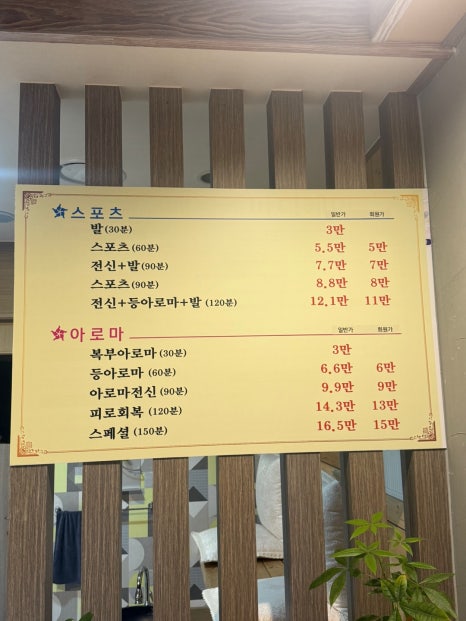 스포츠 일반가 회원가
발(30분) 3만
스포츠(60분) 5.5만 5만
전신+발(90분) 7.7만 7만
스포츠(90분) 8.8만 8만
전신+등아로마+발 (120분) 12.1만 11만
아로마 일반가 회원가
복부아로마(30분) 3만
등아로마 (60분) 6.6만 6만
아로마전신 (90분) 9.9만 9만
피로회복 (120분) 14.3만 13만
스페셜 (150분) 16.5만 15만